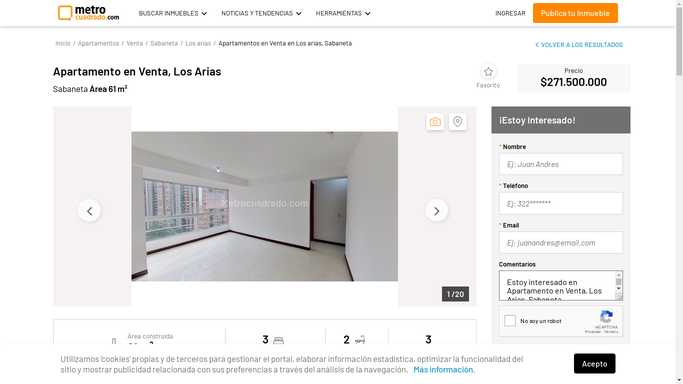 metro
cuadrado.com
BUSCAR INMUEBLES
NOTICIAS Y TENDENCIAS
HERRAMIENTAS
INGRESAR
Publica tu Inmueble
Inicio / Apartamentos / Venta / Sabaneta / Los arias / Apartamentos en Venta en Los arias, Sabaneta
VOLVER A LOS RESULTADOS
Apartamento en Venta, Los Arias
Sabaneta Área 61 m²
Favorito
Precio
$271.500.000
Metrocuadrado.com
1 / 20
¡Estoy Interesado!
* Nombre
Ej: Juan Andres
* Teléfono
Ej: 322*******
* Email
Ej: juanandres@email.com
Comentarios
Estoy interesado en
Apartamento en Venta, Los
Arias, Sabaneta
No soy un robot
reCAPTCHA
Privacidad - Términos
Área construida
3
2
3
Utilizamos 'cookies' propias y de terceros para gestionar el portal, elaborar información estadística, optimizar la funcionalidad del
sitio y mostrar publicidad relacionada con sus preferencias a través del análisis de la navegación. Más información.
Acepto